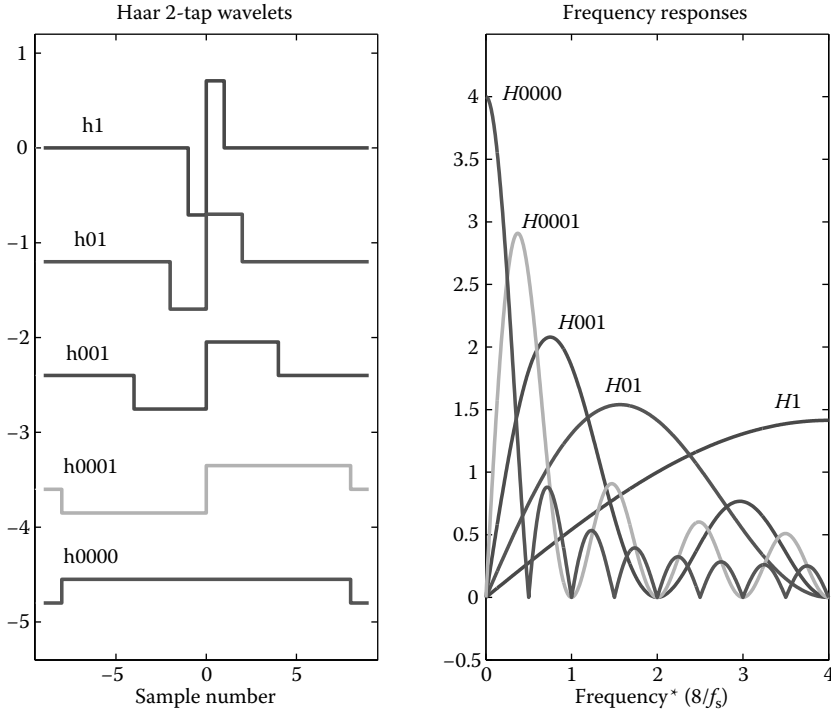 Haar 2-tap wavelets
1
0
−1
−2
−3
−4
−5
h1
h01
h001
h0001
h0000
−5
0
5
Sample number
Frequency responses
4
3.5
3
2.5
2
1.5
1
0.5
0
−0.5
H0000
H0001
H001
H01
H1
0
1
2
3
4
Frequency* (8/fs)